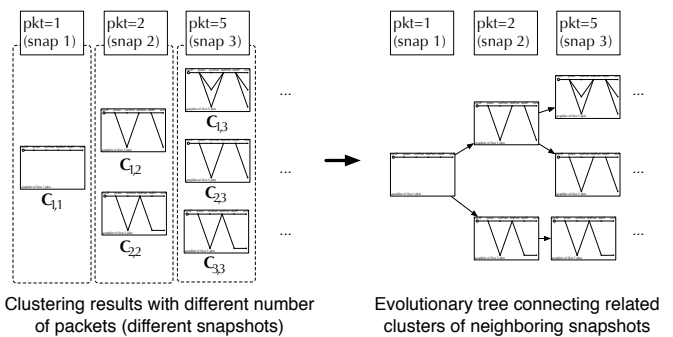 pkt=1
(snap 1)
pkt=2
(snap 2)
pkt=5
(snap 3)
C1,1
C1,2
C2,2
C1,3
C2,3
C3,3
...
...
...
Clustering results with different number
of packets (different snapshots)
pkt=1
(snap 1)
pkt=2
(snap 2)
pkt=5
(snap 3)
...
...
...
Evolutionary tree connecting related
clusters of neighboring snapshots